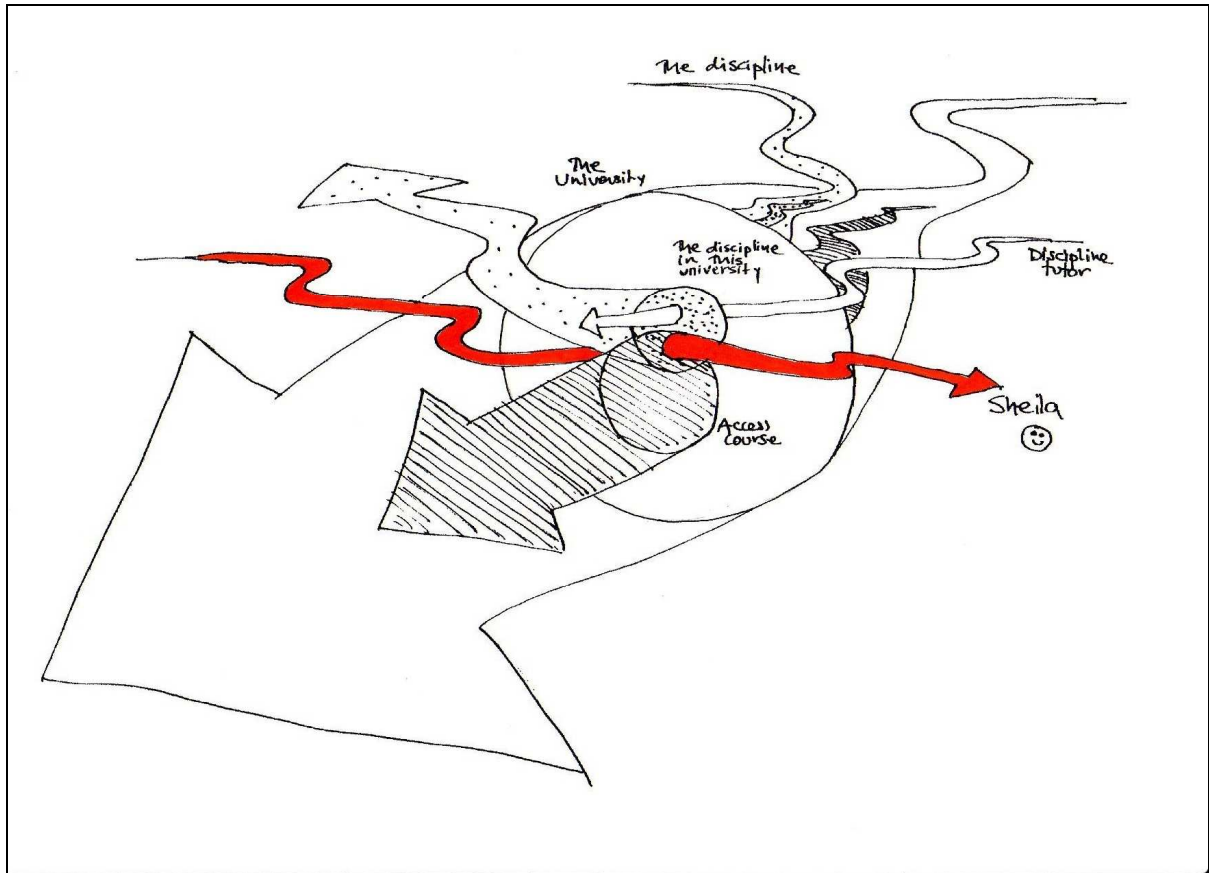 The discipline
The
University
The discipline
in this
university
Discipline
tutor
Sheila
Access
course